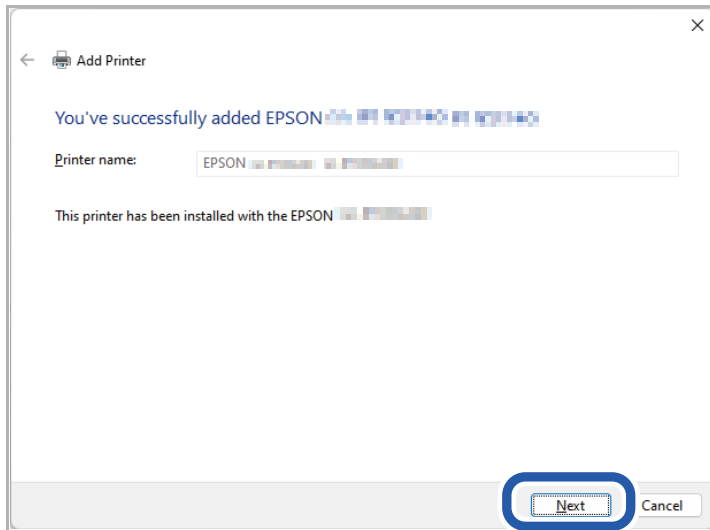 Add Printer
You've successfully added EPSON
Printer name:
EPSON
This printer has been installed with the EPSON
Next
Cancel